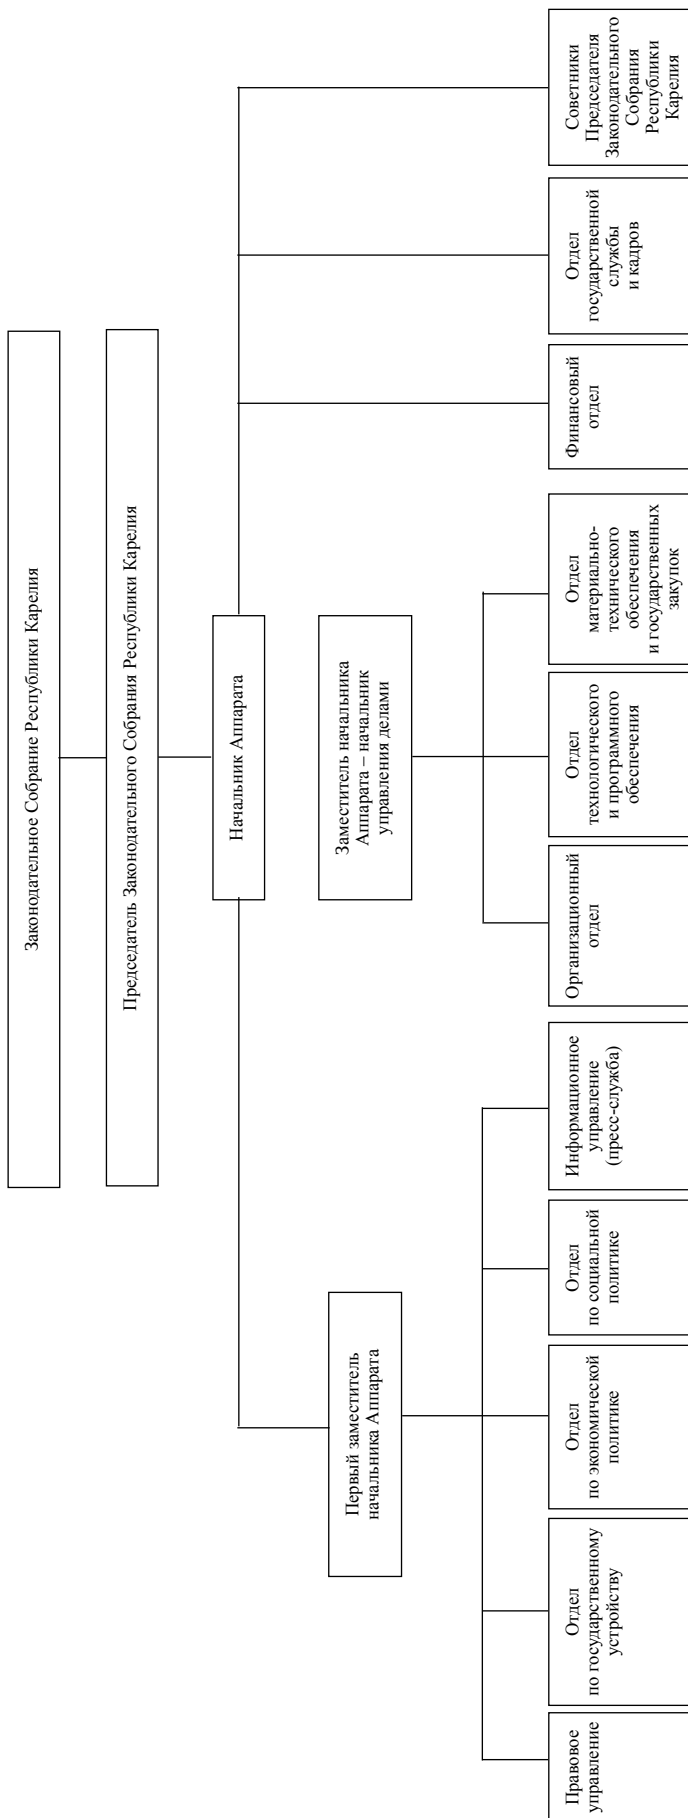 Законодательное Собрание Республики Карелия
Председатель Законодательного Собрания Республики Карелия
Начальник Аппарата
Первый заместитель
начальника Аппарата
Заместитель начальника
Аппарата – начальник
управления делами
Правовое
управление
Отдел
по государственному
устройству
Отдел
по экономической
политике
Отдел
по социальной
политике
Информационное
управление
(пресс-служба)
Организационный
отдел
Отдел
технологического
и программного
обеспечения
Отдел
материально-
технического
обеспечения
и государственных
закупок
Финансовый
отдел
Отдел
государственной
службы
и кадров
Советники
Председателя
Законодательного
Собрания
Республики
Карелия